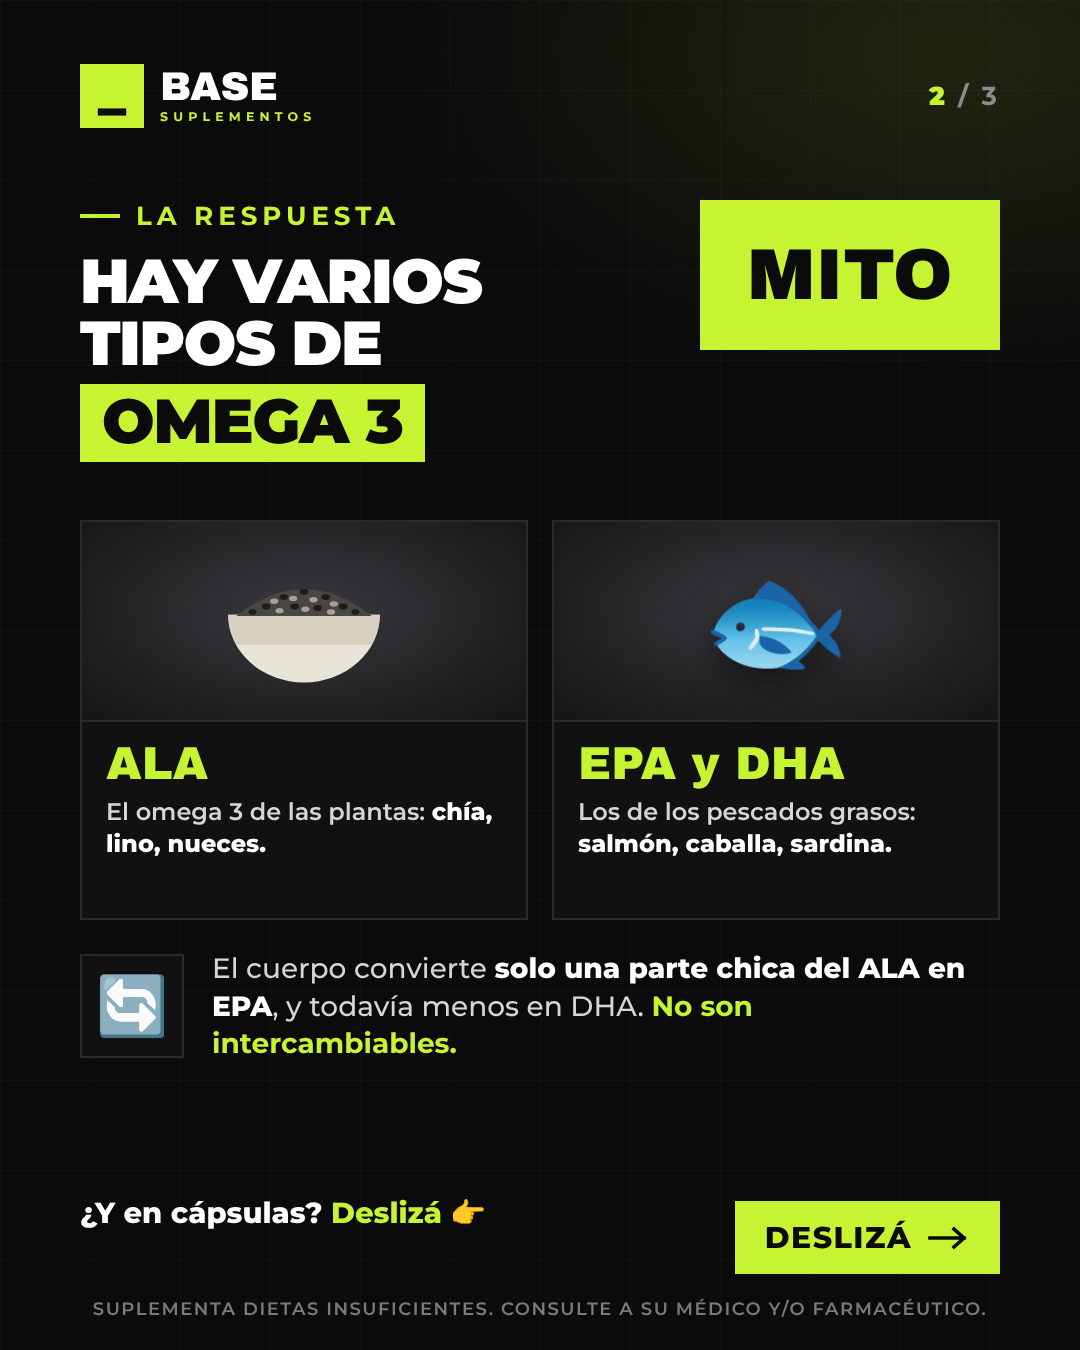 BASE
SUPLEMENTOS
2 / 3
LA RESPUESTA
HAY VARIOS
TIPOS DE
OMEGA 3
MITO
ALA
El omega 3 de las plantas: chía,
lino, nueces.
EPA y DHA
Los de los pescados grasos:
salmón, caballa, sardina.
El cuerpo convierte solo una parte chica del ALA en
EPA, y todavía menos en DHA. No son
intercambiables.
¿Y en cápsulas? Deslizá 👉
DESLIZÁ →
SUPLEMENTA DIETAS INSUFICIENTES. CONSULTE A SU MÉDICO Y/O FARMACÉUTICO.